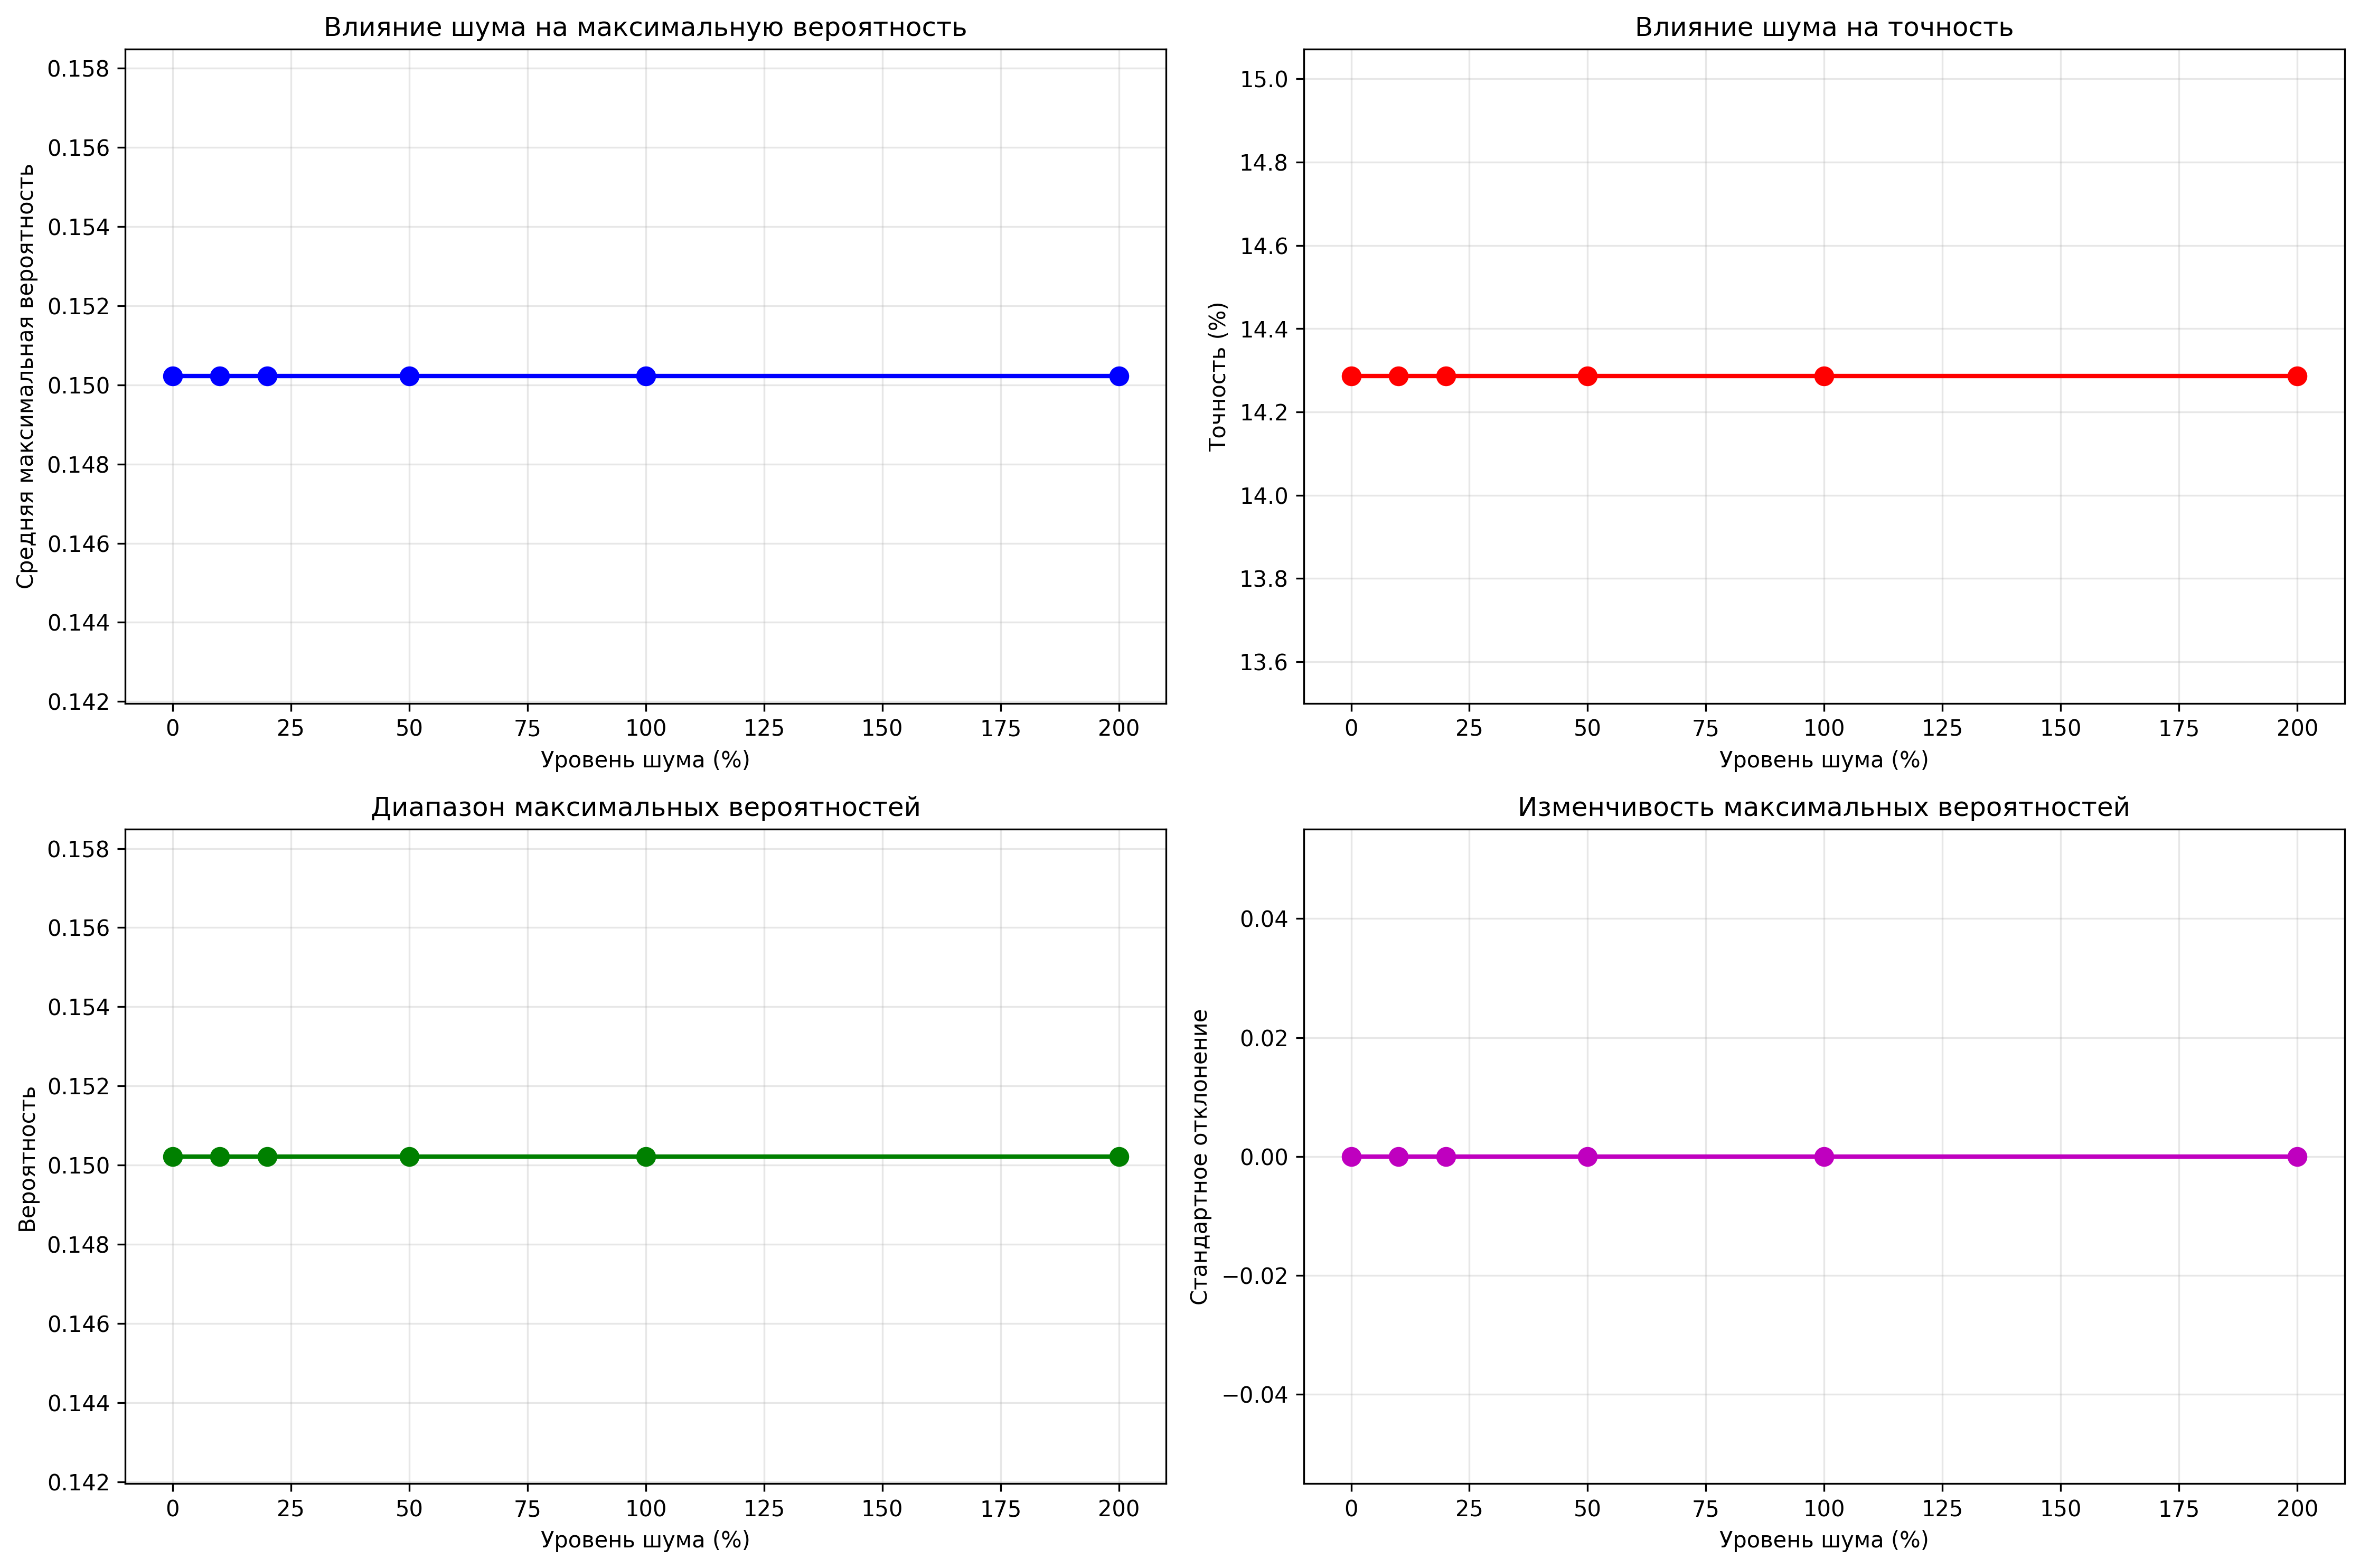 Влияние шума на максимальную вероятность
Средняя максимальная вероятность
0.158
0.156
0.154
0.152
0.150
0.148
0.146
0.144
0.142
0 25 50 75 100 125 150 175 200
Уровень шума (%)
Влияние шума на точность
Точность (%)
15.0
14.8
14.6
14.4
14.2
14.0
13.8
13.6
0 25 50 75 100 125 150 175 200
Уровень шума (%)
Диапазон максимальных вероятностей
Вероятность
0.158
0.156
0.154
0.152
0.150
0.148
0.146
0.144
0.142
0 25 50 75 100 125 150 175 200
Уровень шума (%)
Изменчивость максимальных вероятностей
Стандартное отклонение
0.04
0.02
0.00
−0.02
−0.04
0 25 50 75 100 125 150 175 200
Уровень шума (%)